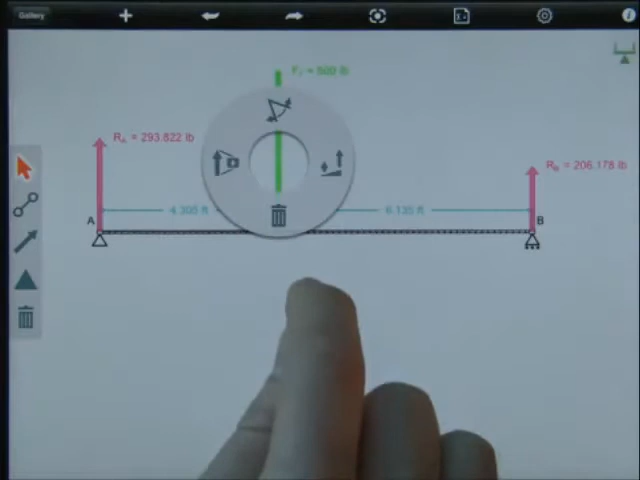 Gallery
F₁ = 500 lb
R_A = 293.822 lb
R_B = 206.178 lb
4.305 ft
6.135 ft
A
B